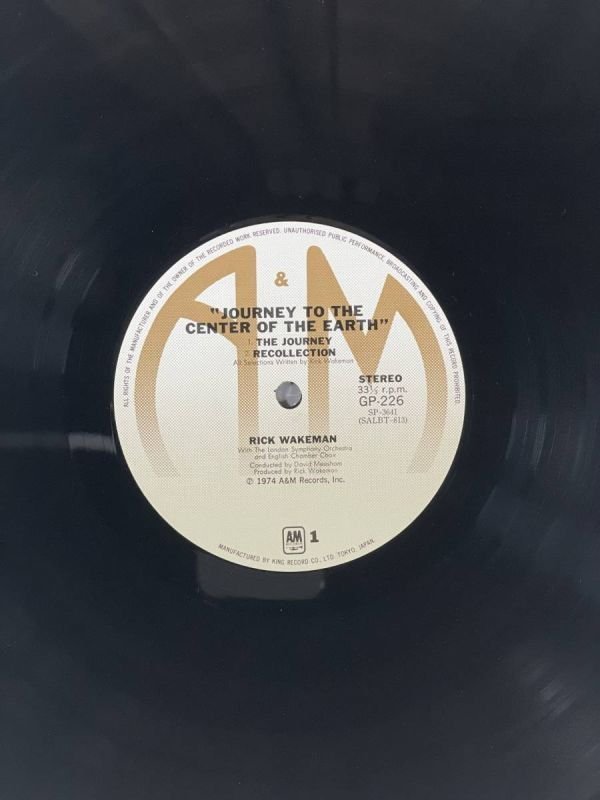 ALL RIGHTS OF THE MANUFACTURER AND OF THE OWNER OF THE RECORDED WORK RESERVED. UNAUTHORISED PUBLIC PERFORMANCE, BROADCASTING AND COPYING OF THIS RECORD PROHIBITED.
A & M
"JOURNEY TO THE
CENTER OF THE EARTH"
1. THE JOURNEY
2. RECOLLECTION
All Selections Written by Rick Wakeman
STEREO
33⅓ r.p.m.
GP-226
SP-3641
(SALBT-813)
RICK WAKEMAN
With The London Symphony Orchestra
and English Chamber Choir
Conducted by David Measham
Produced by Rick Wakeman
℗ 1974 A&M Records, Inc.
AM 1
MANUFACTURED BY KING RECORD CO., LTD. TOKYO, JAPAN.